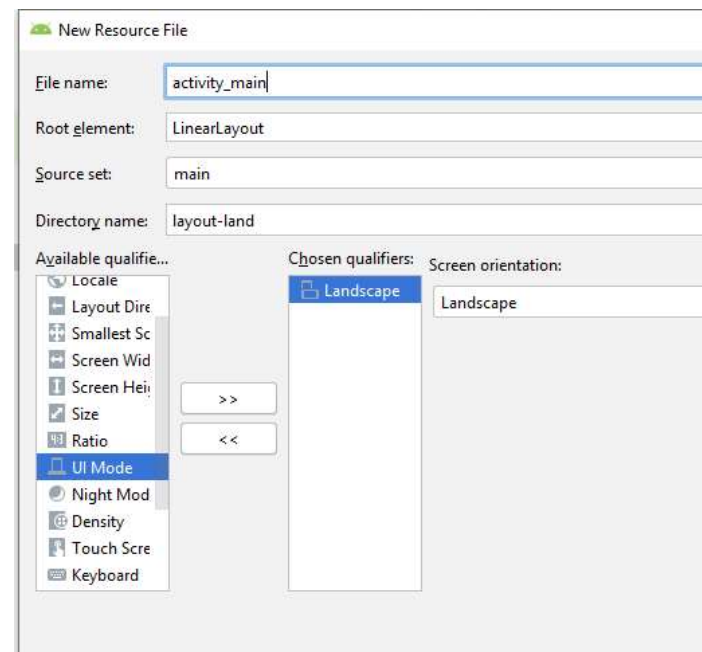 New Resource File
File name: activity_main
Root element: LinearLayout
Source set: main
Directory name: layout-land
Available qualifie...
Chosen qualifiers:
Screen orientation:
Locale
Layout Dire
Smallest Sc
Screen Wid
Screen Hei
Size
Ratio
UI Mode
Night Mod
Density
Touch Scre
Keyboard
>>
<<
Landscape
Landscape